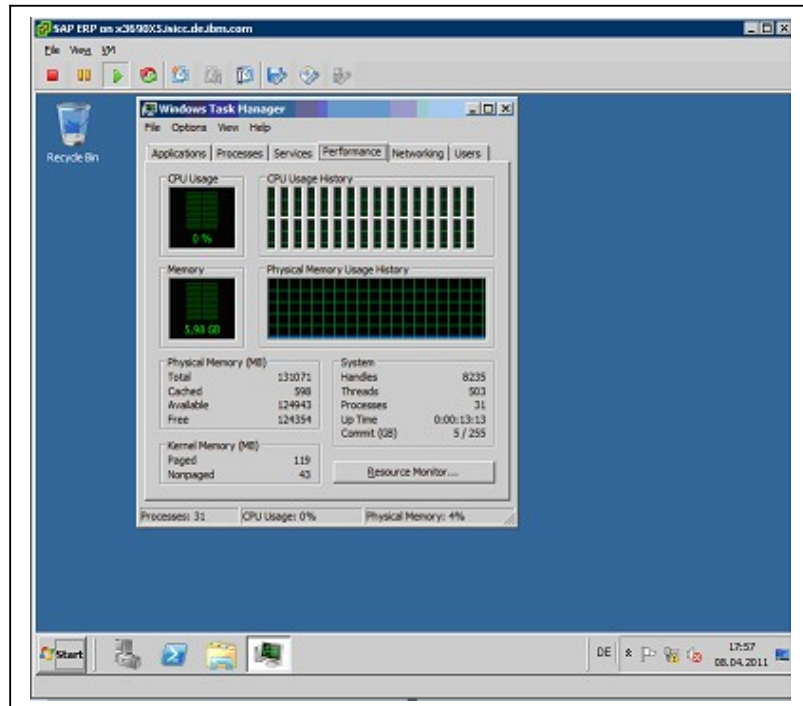 SAP ERP on x3690X5.isicc.de.ibm.com
File View VM
Recycle Bin
Windows Task Manager
File Options View Help
Applications Processes Services Performance Networking Users
CPU Usage CPU Usage History
0 %
Memory Physical Memory Usage History
5,98 GB
Physical Memory (MB)
Total 131071
Cached 598
Available 124943
Free 124354
System
Handles 8235
Threads 503
Processes 31
Up Time 0:00:13:13
Commit (GB) 5 / 255
Kernel Memory (MB)
Paged 119
Nonpaged 43
Resource Monitor...
Processes: 31 CPU Usage: 0% Physical Memory: 4%
Start DE 17:57
08.04.2011